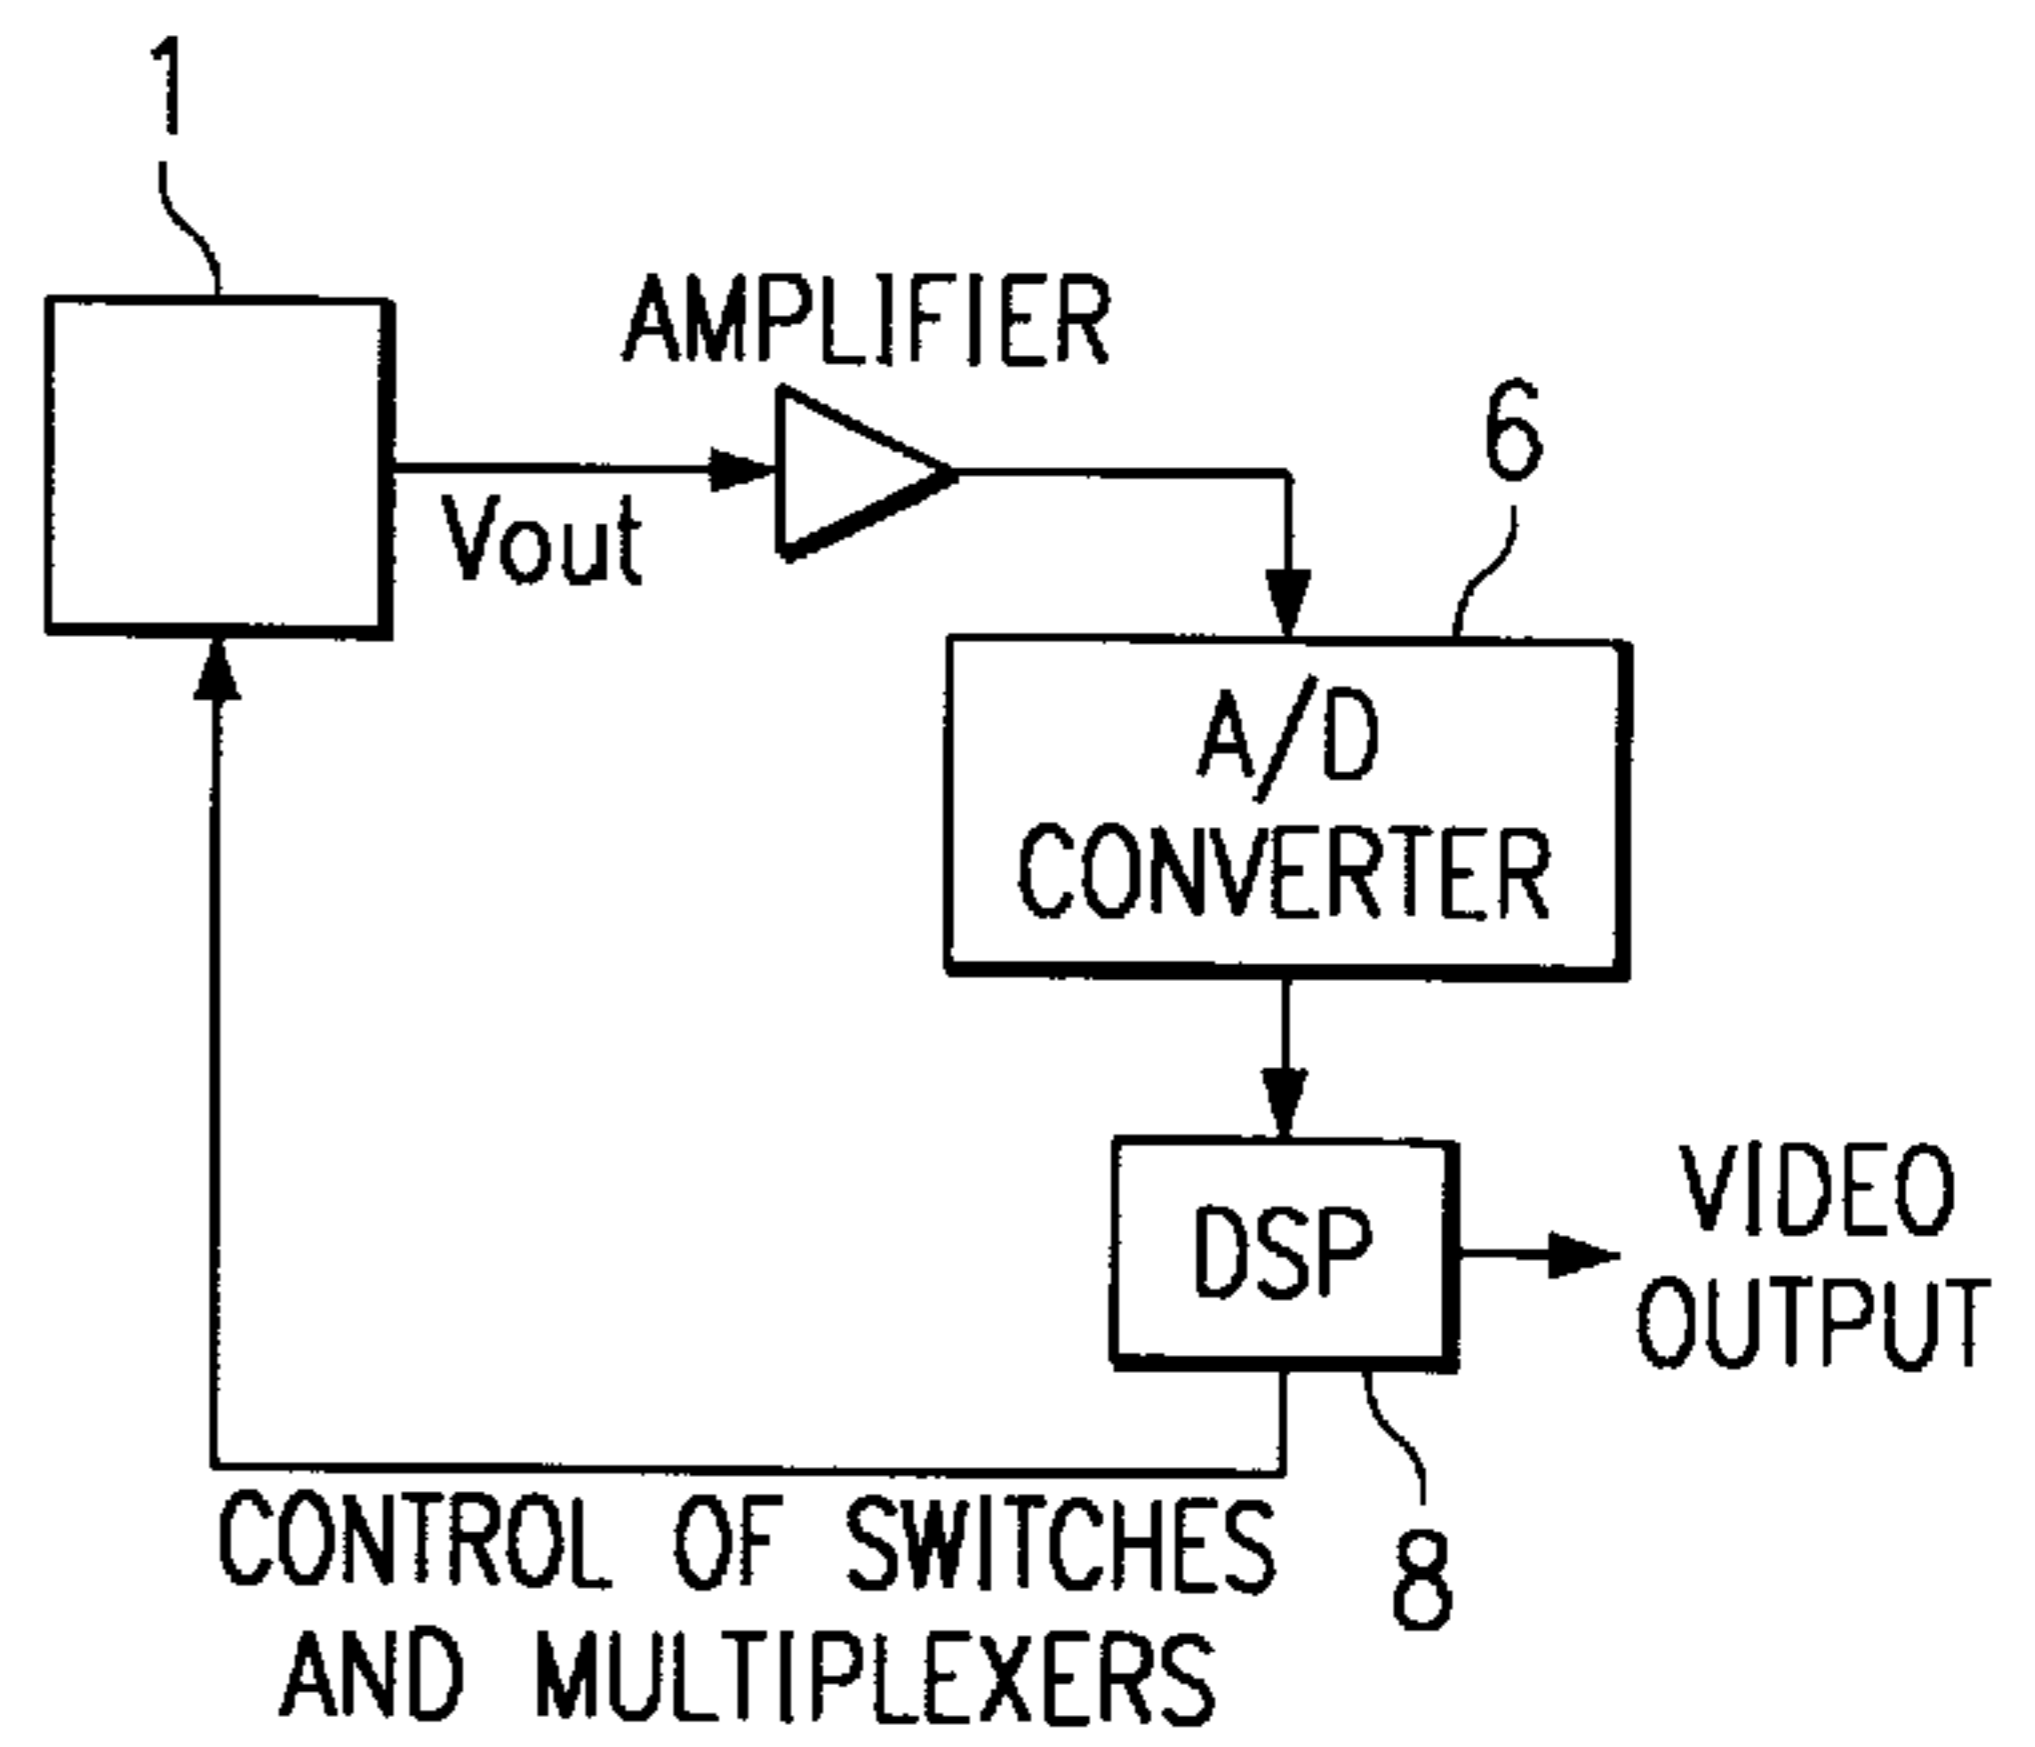 1
AMPLIFIER
6
Vout
A/D
CONVERTER
DSP
VIDEO
OUTPUT
CONTROL OF SWITCHES
AND MULTIPLEXERS
8